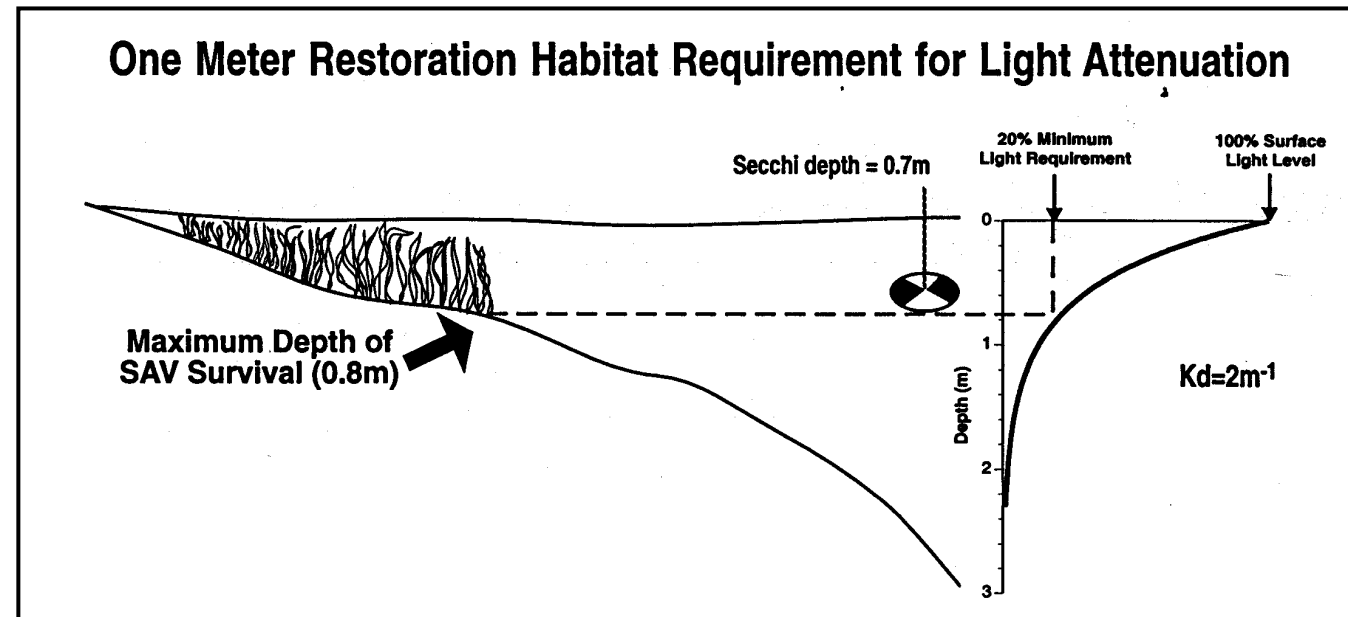 One Meter Restoration Habitat Requirement for Light Attenuation
20% Minimum
Light Requirement
100% Surface
Light Level
Secchi depth = 0.7m
0
Maximum Depth of
SAV Survival (0.8m)
1
Kd=2m⁻¹
Depth (m)
2
3